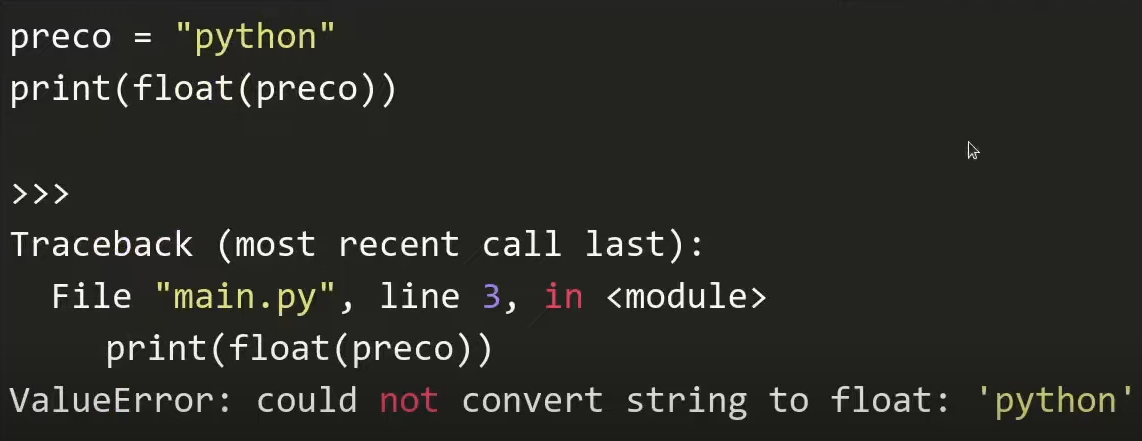 preco = "python"
print(float(preco))
>>>
Traceback (most recent call last):
  File "main.py", line 3, in <module>
    print(float(preco))
ValueError: could not convert string to float: 'python'